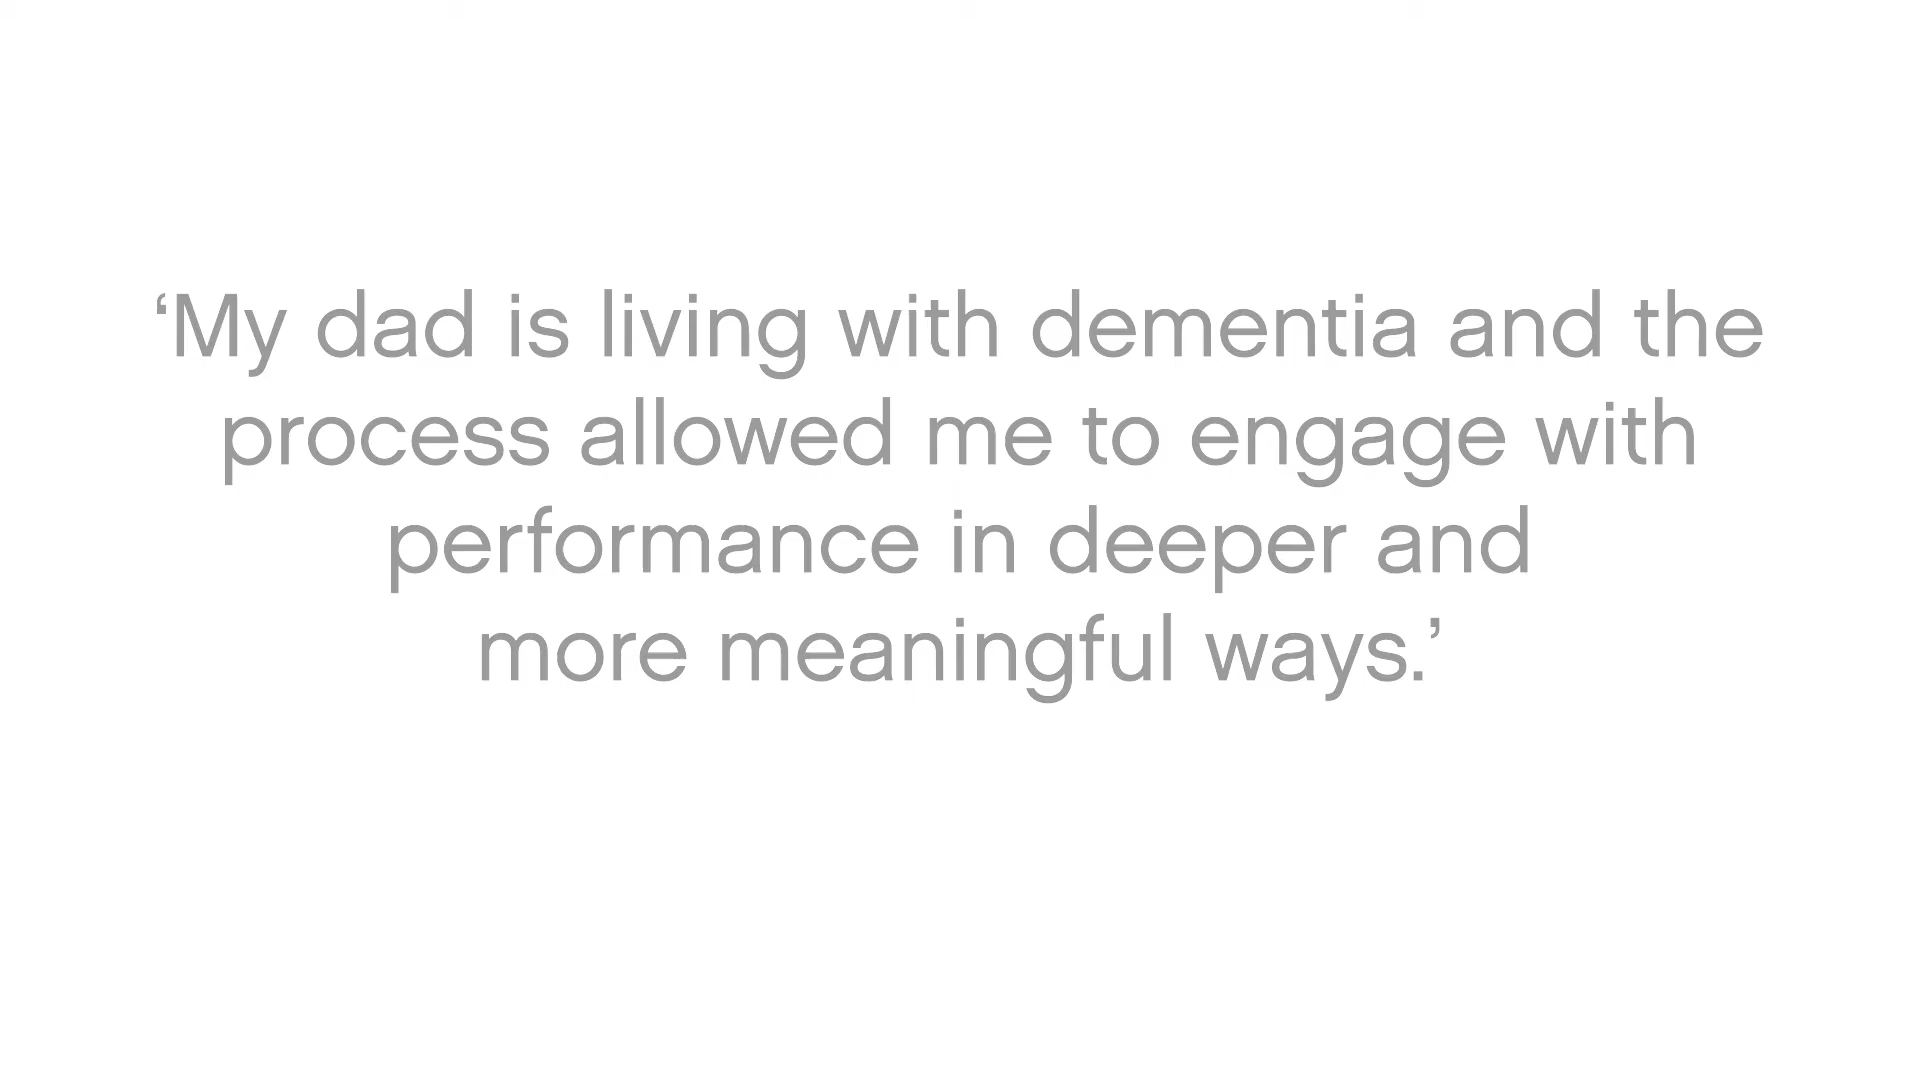 ‘My dad is living with dementia and the
process allowed me to engage with
performance in deeper and
more meaningful ways.’